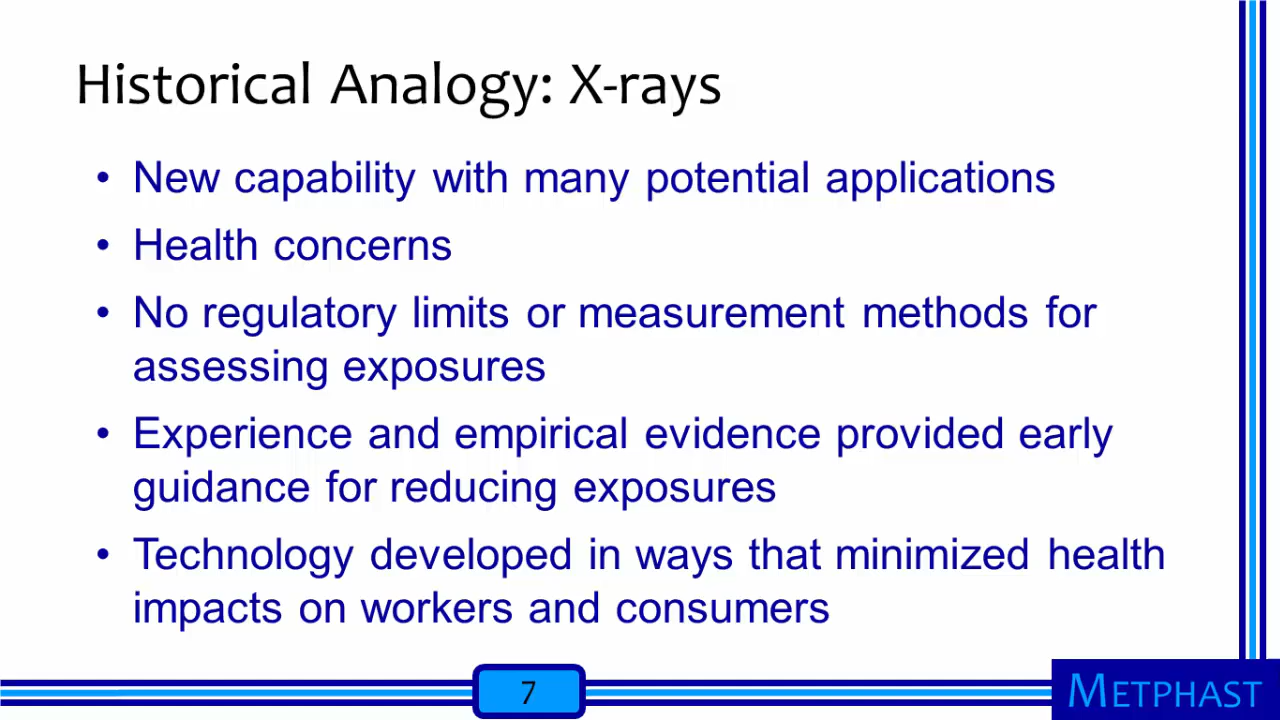 Historical Analogy: X-rays
• New capability with many potential applications
• Health concerns
• No regulatory limits or measurement methods for
assessing exposures
• Experience and empirical evidence provided early
guidance for reducing exposures
• Technology developed in ways that minimized health
impacts on workers and consumers
7
METPHAST